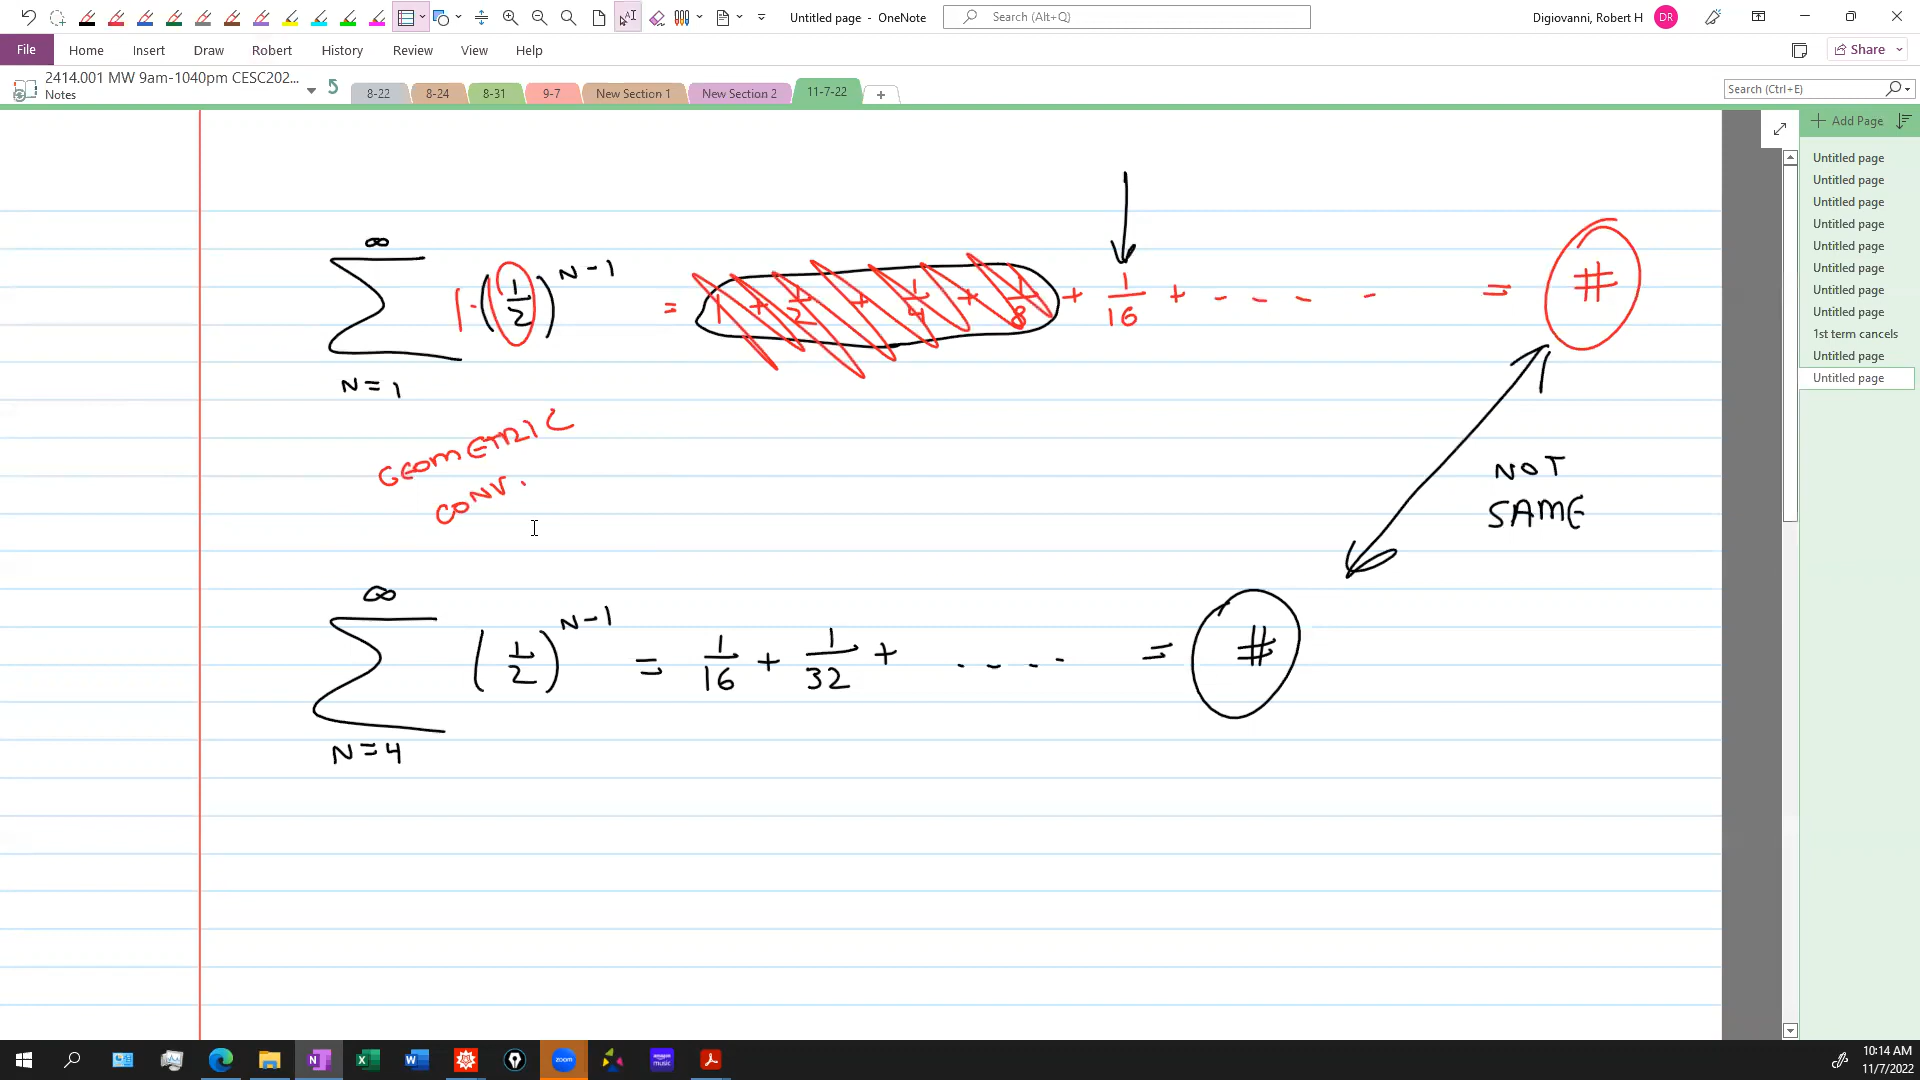 Untitled page - OneNote
Search (Alt+Q)
Digiovanni, Robert H
DR
File Home Insert Draw Robert History Review View Help
Share
2414.001 MW 9am-1040pm CESC202...
Notes
8-22 8-24 8-31 9-7 New Section 1 New Section 2 11-7-22
Search (Ctrl+E)
Add Page
Untitled page
Untitled page
Untitled page
Untitled page
Untitled page
Untitled page
Untitled page
Untitled page
1st term cancels
Untitled page
Untitled page
∞
∑ 1·(1/2)^N-1 = 1 + 1/2 + 1/4 + 1/8 + 1/16 + - - - - = #
N=1
GEOMETRIC
CONV.
NOT
SAME
∞
∑ (1/2)^N-1 = 1/16 + 1/32 + .... = #
N=4
zoom
amazon music
10:14 AM
11/7/2022